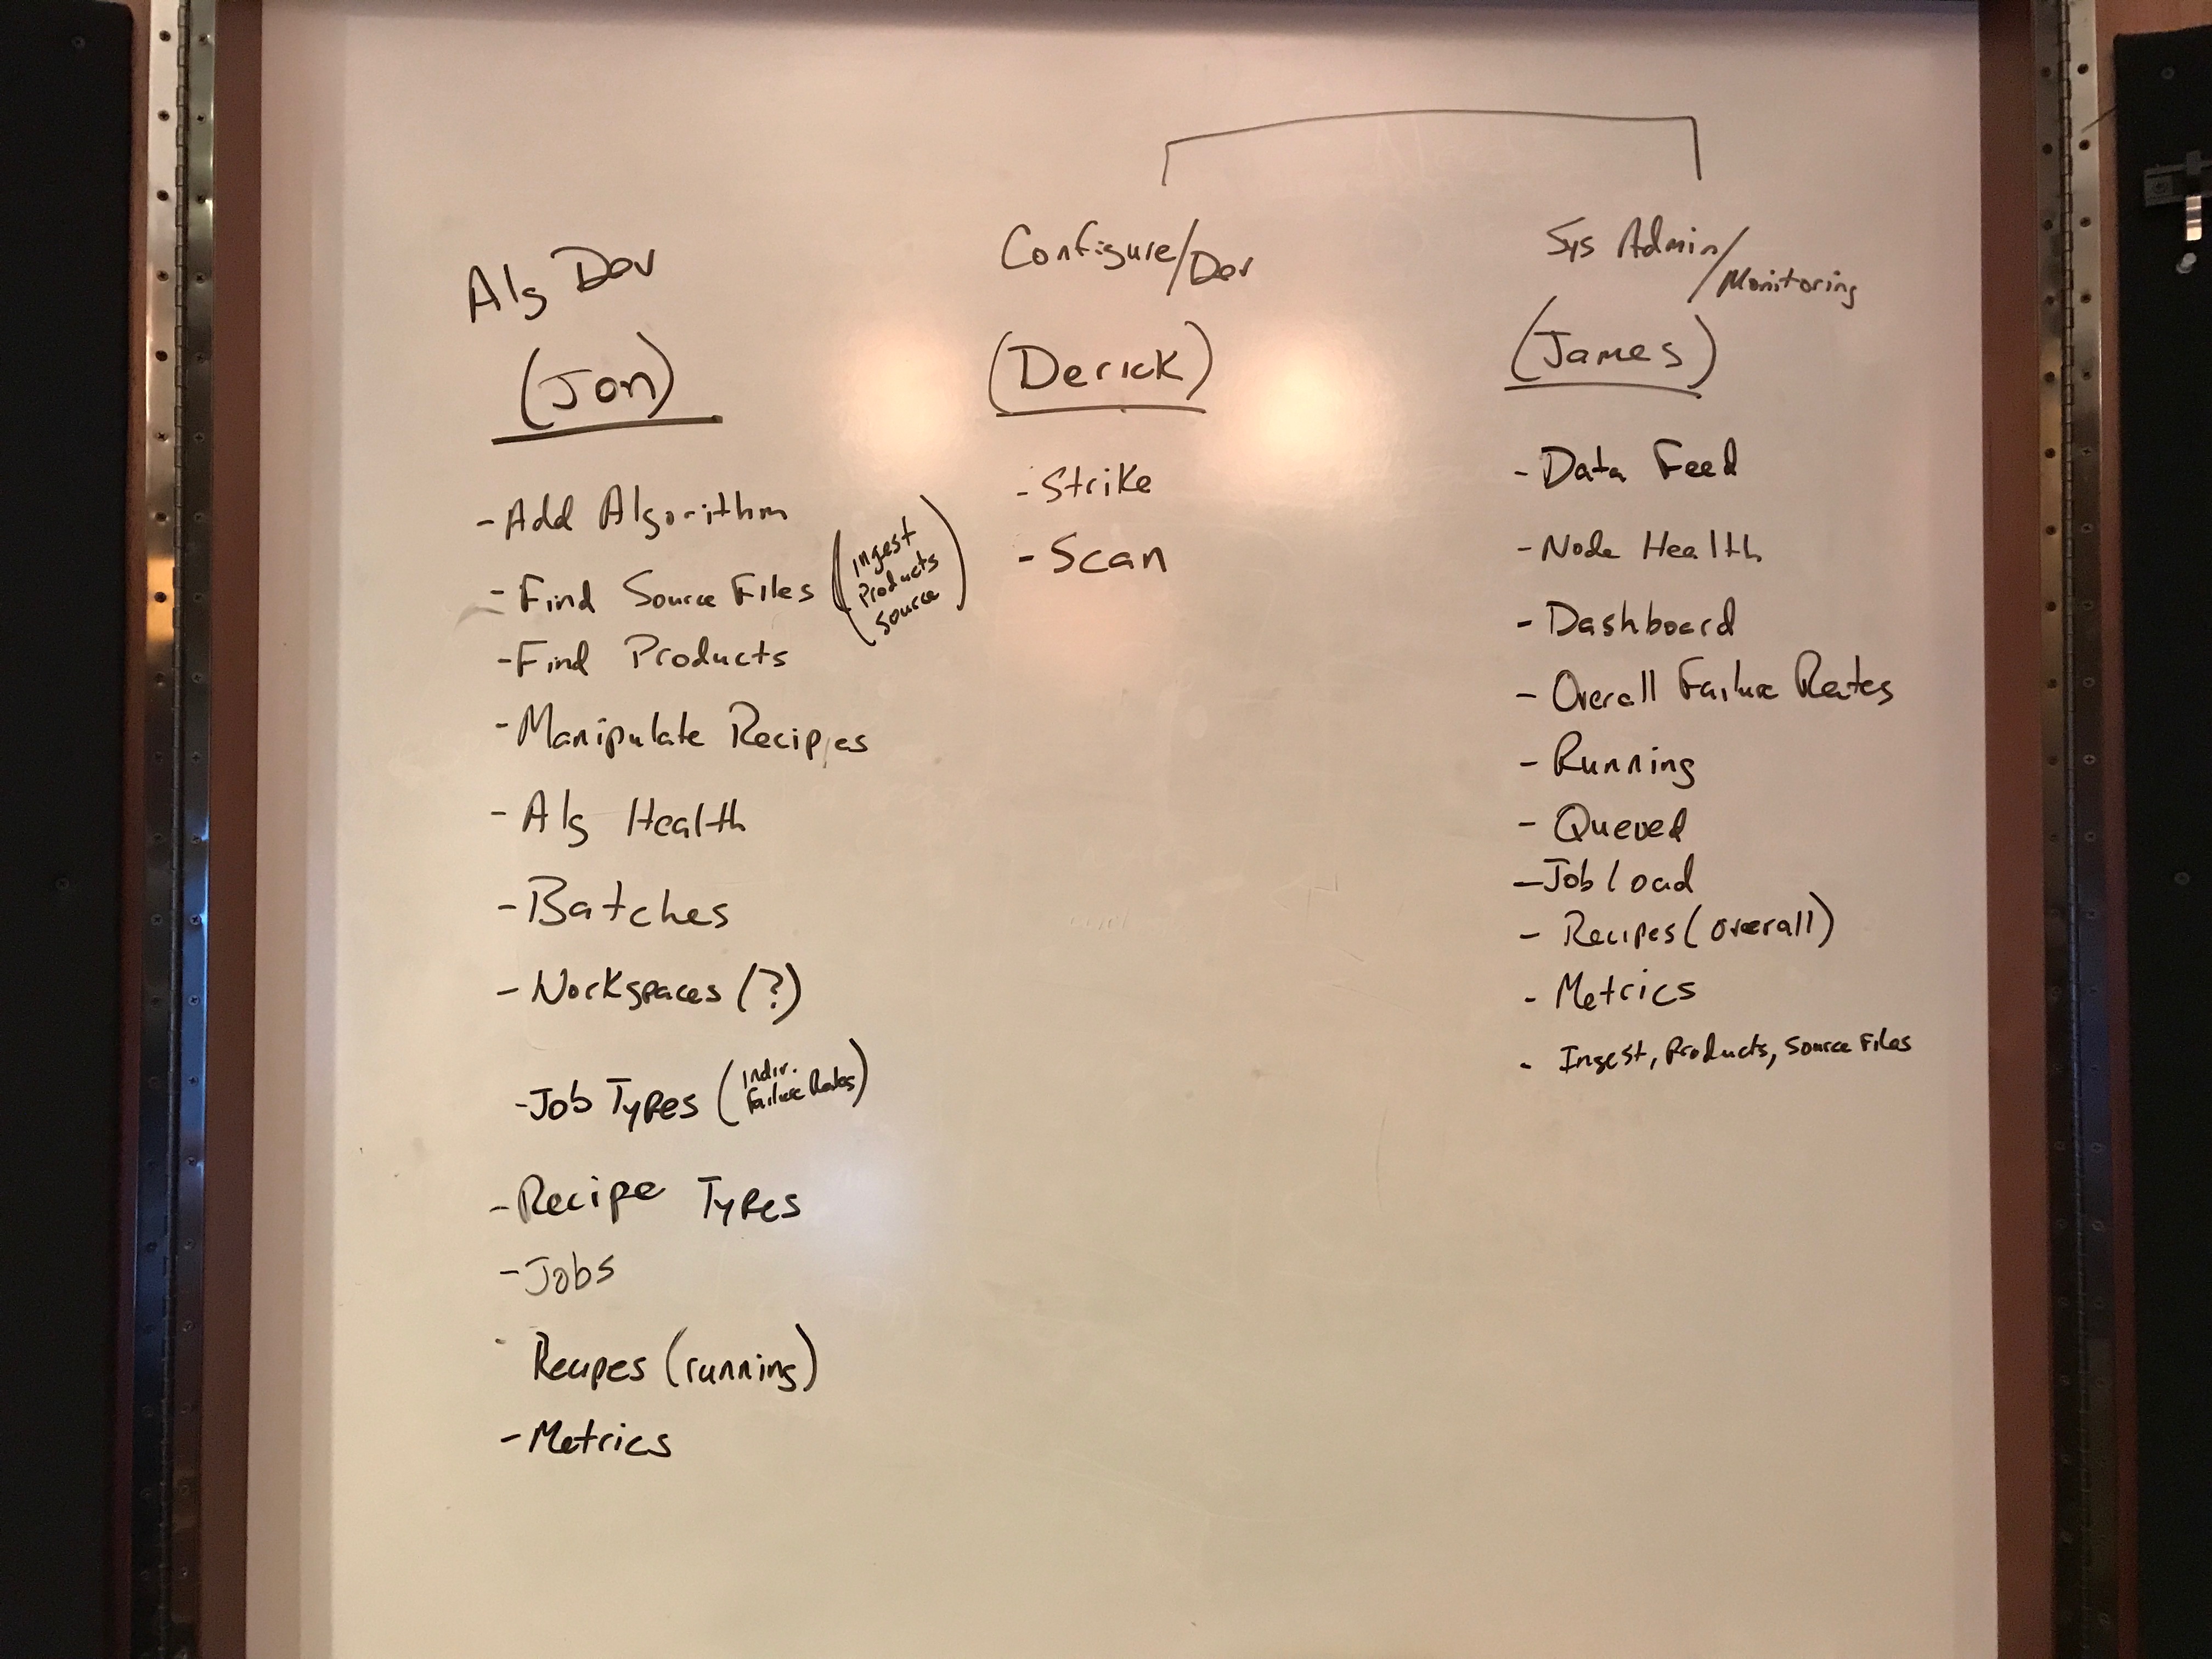 Alg Dev
(Jon)
- Add Algorithm
- Find Source Files (Ingest
Products
Source)
- Find Products
- Manipulate Recipes
- Alg Health
- Batches
- Workspaces (?)
- Job Types (Indiv.
Failure Rates)
- Recipe Types
- Jobs
- Recipes (running)
- Metrics
Configure/Dev
(Derick)
- Strike
- Scan
Sys Admin/
Monitoring
(James)
- Data Feed
- Node Health
- Dashboard
- Overall Failure Rates
- Running
- Queued
- Job load
- Recipes (overall)
- Metrics
- Ingest, Products, Source Files